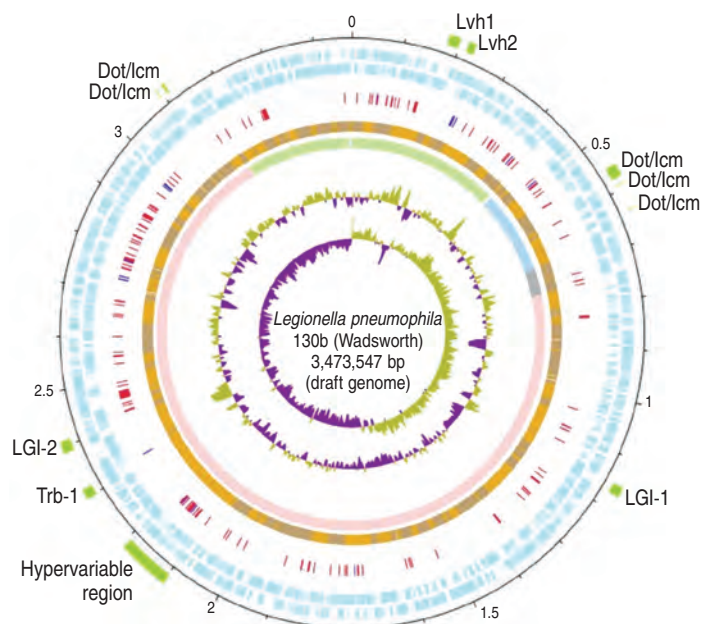 0
Lvh1
Lvh2
Dot/Icm
Dot/Icm
3
0.5
Dot/Icm
Dot/Icm
Dot/Icm
Legionella pneumophila
130b (Wadsworth)
3,473,547 bp
(draft genome)
2.5
1
LGI-2
Trb-1
LGI-1
Hypervariable
region
2
1.5